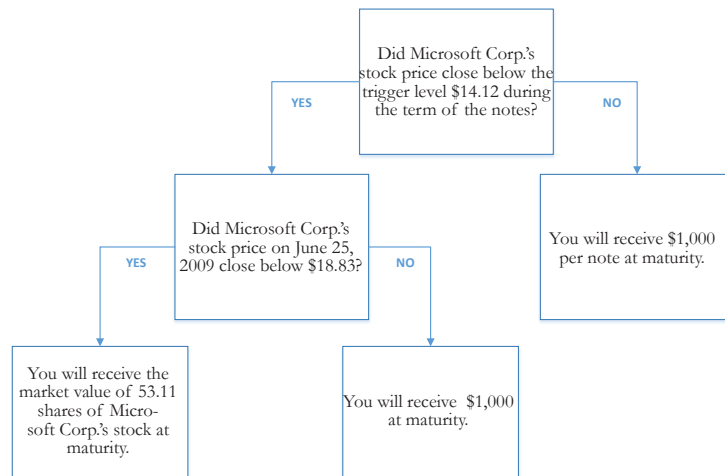 Did Microsoft Corp.'s
stock price close below the
trigger level $14.12 during
the term of the notes?
YES
NO
Did Microsoft Corp.'s
stock price on June 25,
2009 close below $18.83?
You will receive $1,000
per note at maturity.
YES
NO
You will receive the
market value of 53.11
shares of Micro-
soft Corp.'s stock at
maturity.
You will receive $1,000
at maturity.